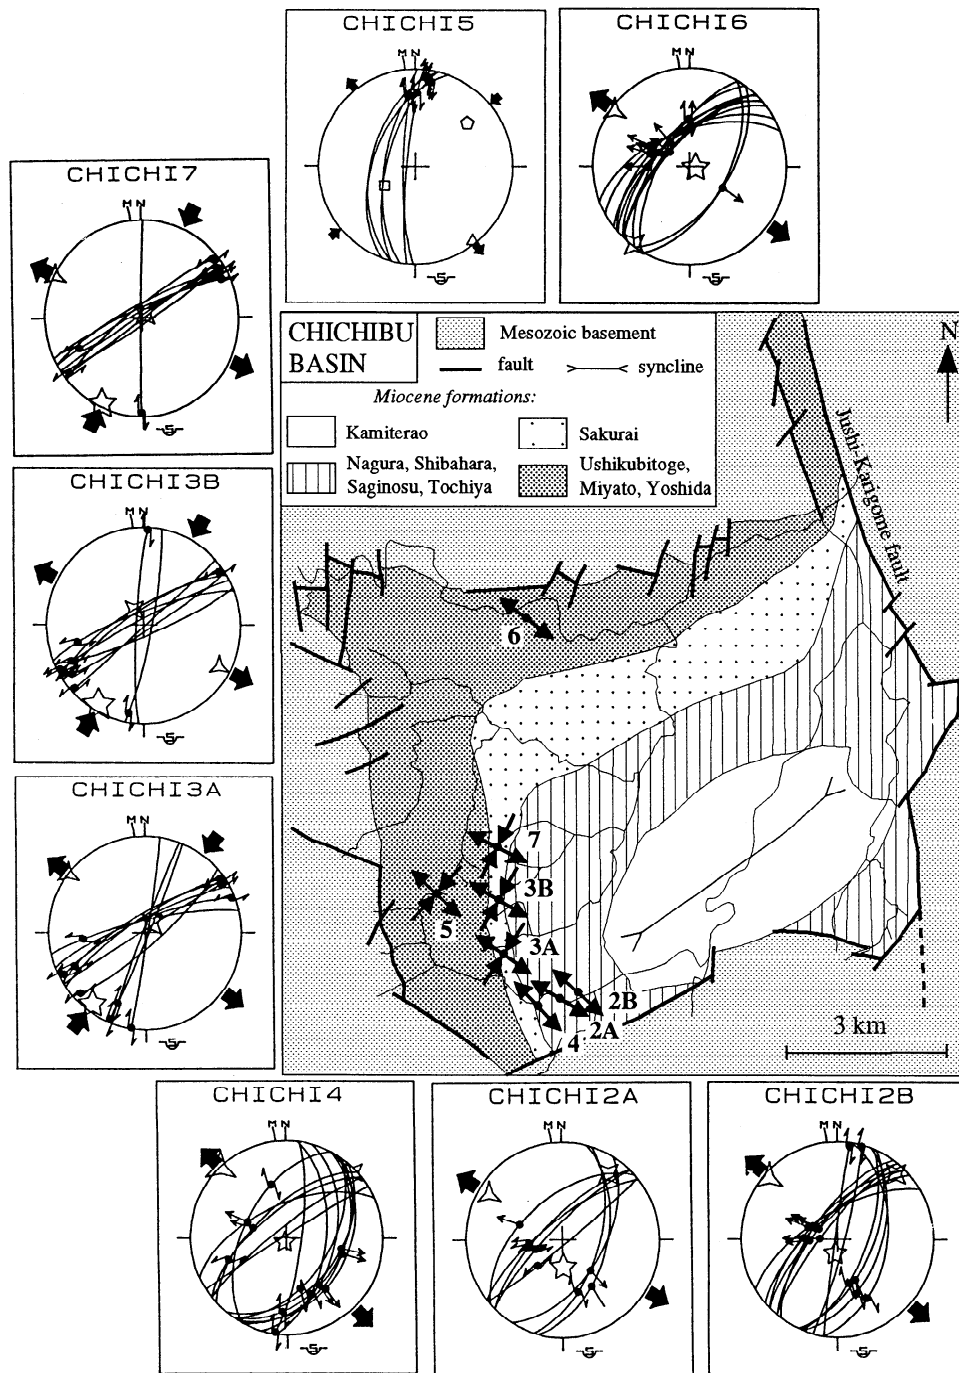 CHICHI5
M N
S
CHICHI6
M N
S
CHICHI7
M N
S
CHICHI3B
M N
S
CHICHI3A
M N
S
CHICHIBU
BASIN
Mesozoic basement
fault
syncline
Miocene formations:
Kamiterao
Sakurai
Nagura, Shibahara,
Saginosu, Tochiya
Ushikubitoge,
Miyato, Yoshida
N
Jushi-Karigome fault
6
7
3B
5
3A
2B
2A
4
3 km
CHICHI4
M N
S
CHICHI2A
M N
S
CHICHI2B
M N
S